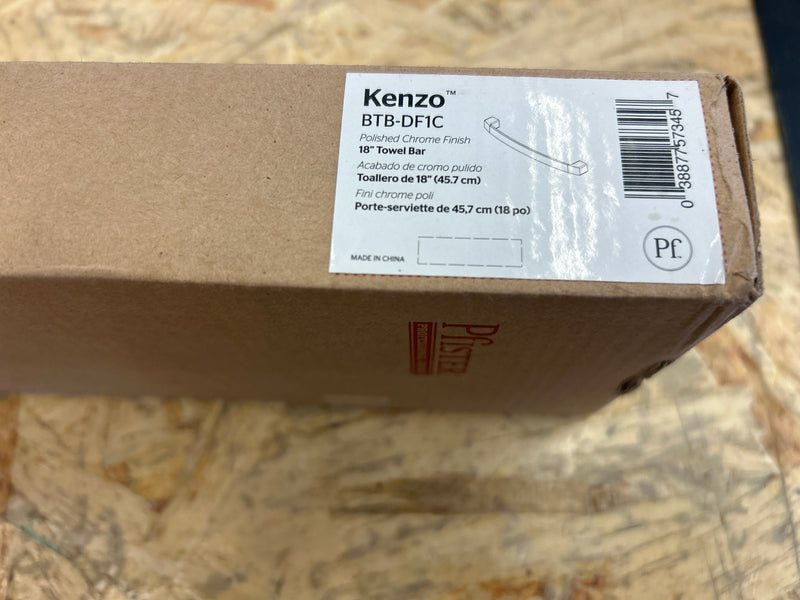 Kenzo™
BTB-DF1C
Polished Chrome Finish
18" Towel Bar
Acabado de cromo pulido
Toallero de 18" (45.7 cm)
Fini chrome poli
Porte-serviette de 45,7 cm (18 po)
MADE IN CHINA
0 38877 57345 7
Pf.
PfISTER